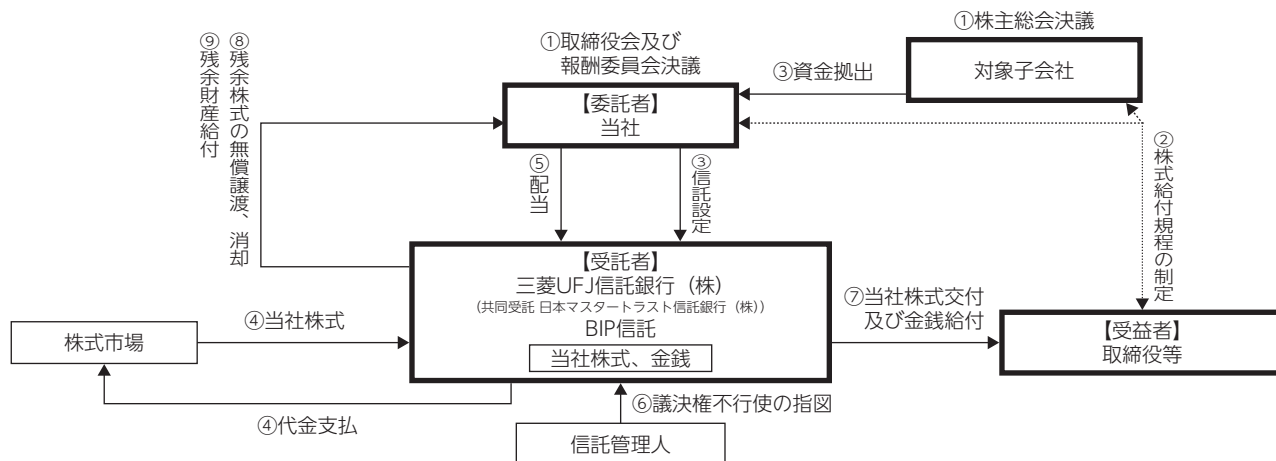 ①株主総会決議
対象子会社
①取締役会及び
報酬委員会決議
③資金拠出
【委託者】
当社
⑧残余株式の無償譲渡、消却
⑨残余財産給付
⑤配当
③信託設定
②株式給付規程の制定
【受託者】
三菱UFJ信託銀行（株）
(共同受託 日本マスタートラスト信託銀行（株）)
BIP信託
当社株式、金銭
④当社株式
株式市場
④代金支払
⑦当社株式交付
及び金銭給付
【受益者】
取締役等
⑥議決権不行使の指図
信託管理人